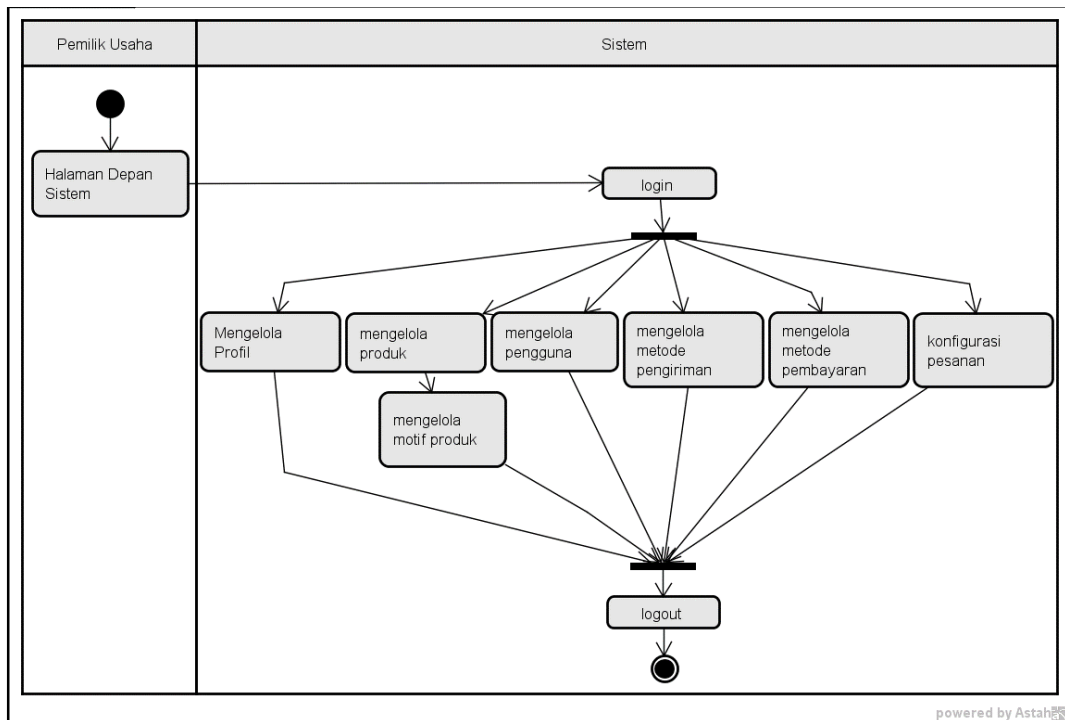 Pemilik Usaha
Sistem
Halaman Depan
Sistem
login
Mengelola
Profil
mengelola
produk
mengelola
pengguna
mengelola
metode
pengiriman
mengelola
metode
pembayaran
konfigurasi
pesanan
mengelola
motif produk
logout
powered by Astah